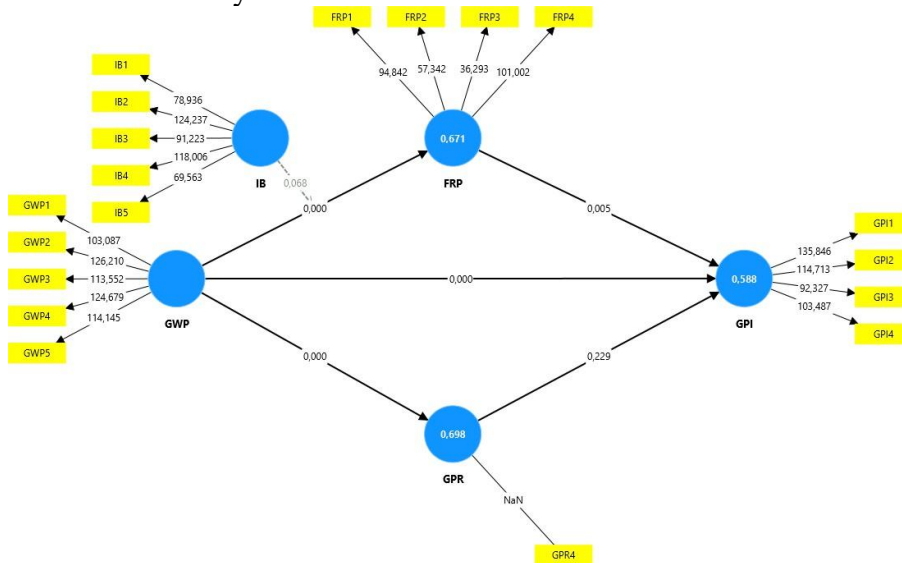 y
FRP1
FRP2
FRP3
FRP4
94,842
57,342
36,293
101,002
IB1
IB2
IB3
IB4
IB5
78,936
124,237
91,223
118,006
69,563
IB
0,068
0,671
FRP
0,000
0,005
GWP1
GWP2
GWP3
GWP4
GWP5
103,087
126,210
113,552
124,679
114,145
GWP
0,000
0,588
GPI
135,846
114,713
92,327
103,487
GPI1
GPI2
GPI3
GPI4
0,000
0,229
0,698
GPR
NaN
GPR4